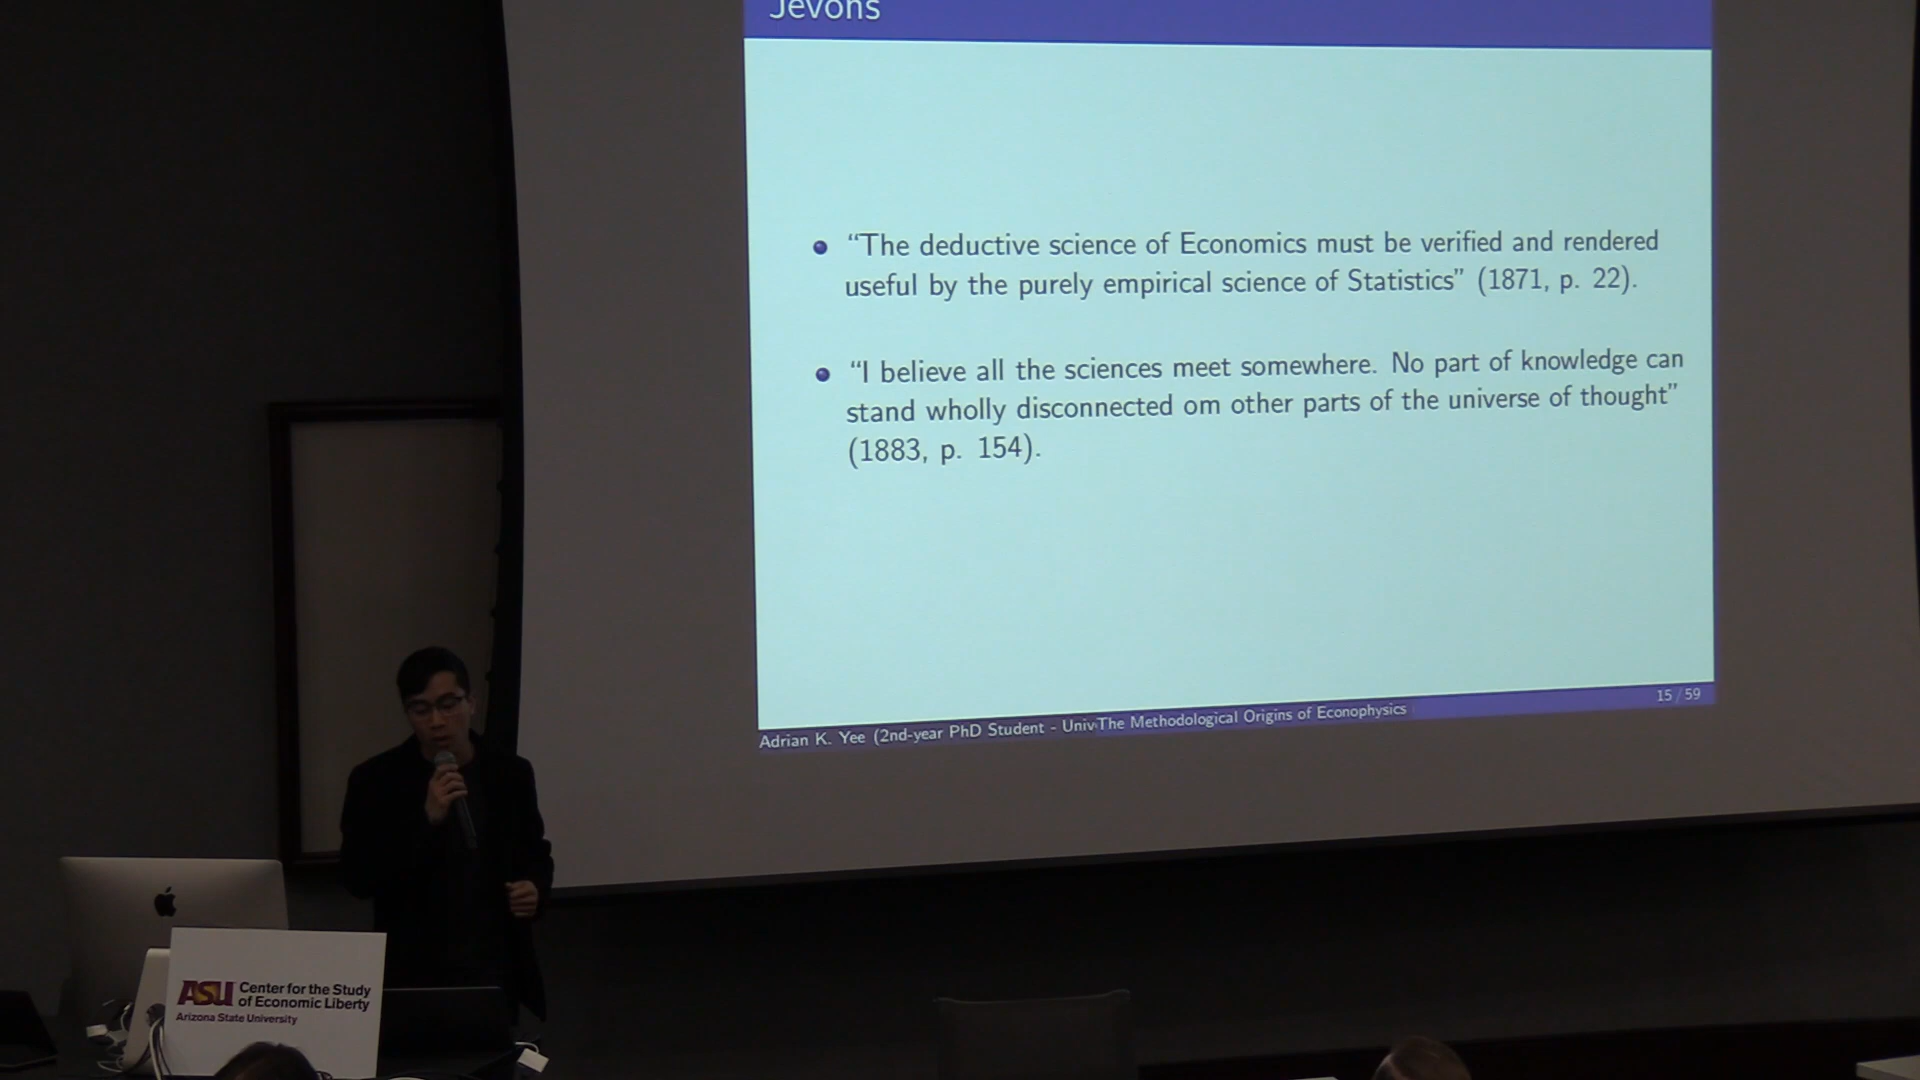 Jevons
“The deductive science of Economics must be verified and rendered
useful by the purely empirical science of Statistics” (1871, p. 22).
“I believe all the sciences meet somewhere. No part of knowledge can
stand wholly disconnected om other parts of the universe of thought”
(1883, p. 154).
15 / 59
Adrian K. Yee (2nd-year PhD Student - Univ The Methodological Origins of Econophysics
ASU Center for the Study
of Economic Liberty
Arizona State University